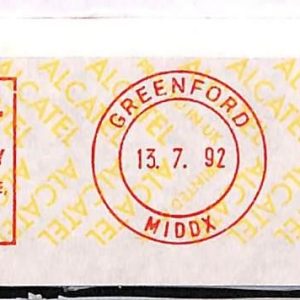 GREENFORD
13. 7. 92
MIDDX
ALCATEL
ALCATEL
ALCATEL
ALCATEL